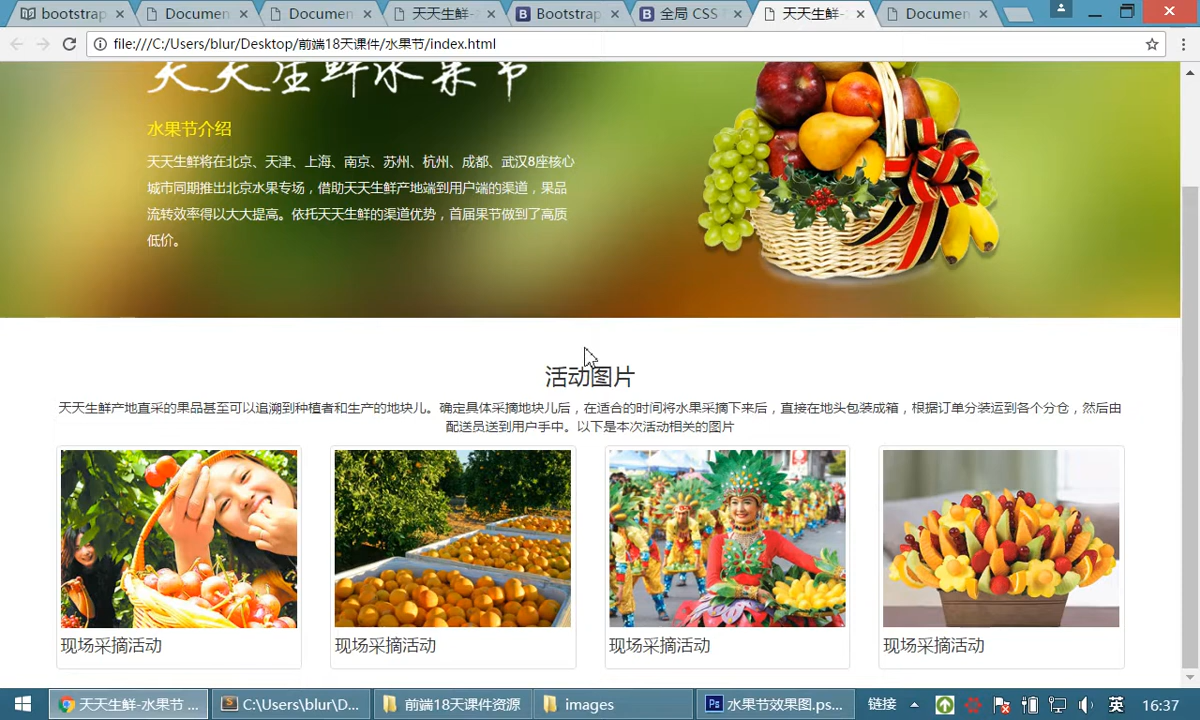 bootstrap
Documen
Documen
天天生鲜-
Bootstrap
全局 CSS
天天生鲜-
Documen
file:///C:/Users/blur/Desktop/前端18天课件/水果节/index.html
天天生鲜水果节
水果节介绍
天天生鲜将在北京、天津、上海、南京、苏州、杭州、成都、武汉8座核心
城市同期推出北京水果专场，借助天天生鲜产地端到用户端的渠道，果品
流转效率得以大大提高。依托天天生鲜的渠道优势，首届果节做到了高质
低价。
活动图片
天天生鲜产地直采的果品甚至可以追溯到种植者和生产的地块儿。确定具体采摘地块儿后，在适合的时间将水果采摘下来后，直接在地头包装成箱，根据订单分装运到各个分仓，然后由
配送员送到用户手中。以下是本次活动相关的图片
现场采摘活动
现场采摘活动
现场采摘活动
现场采摘活动
天天生鲜-水果节 ...
C:\Users\blur\D...
前端18天课件资源
images
Ps
水果节效果图.ps...
链接
英
16:37